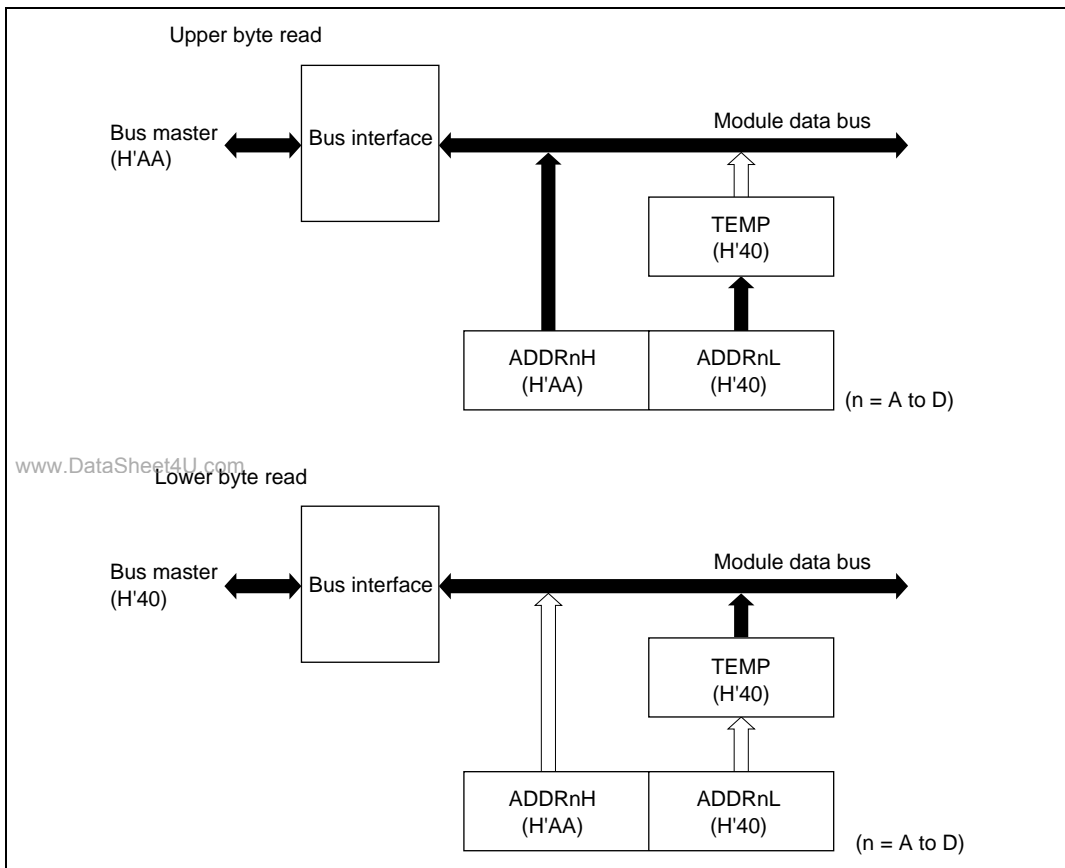 Upper byte read
Bus master
(H'AA)
Bus interface
Module data bus
TEMP
(H'40)
ADDRnH
(H'AA)
ADDRnL
(H'40)
(n = A to D)
www.DataSheet4U.com
Lower byte read
Bus master
(H'40)
Bus interface
Module data bus
TEMP
(H'40)
ADDRnH
(H'AA)
ADDRnL
(H'40)
(n = A to D)